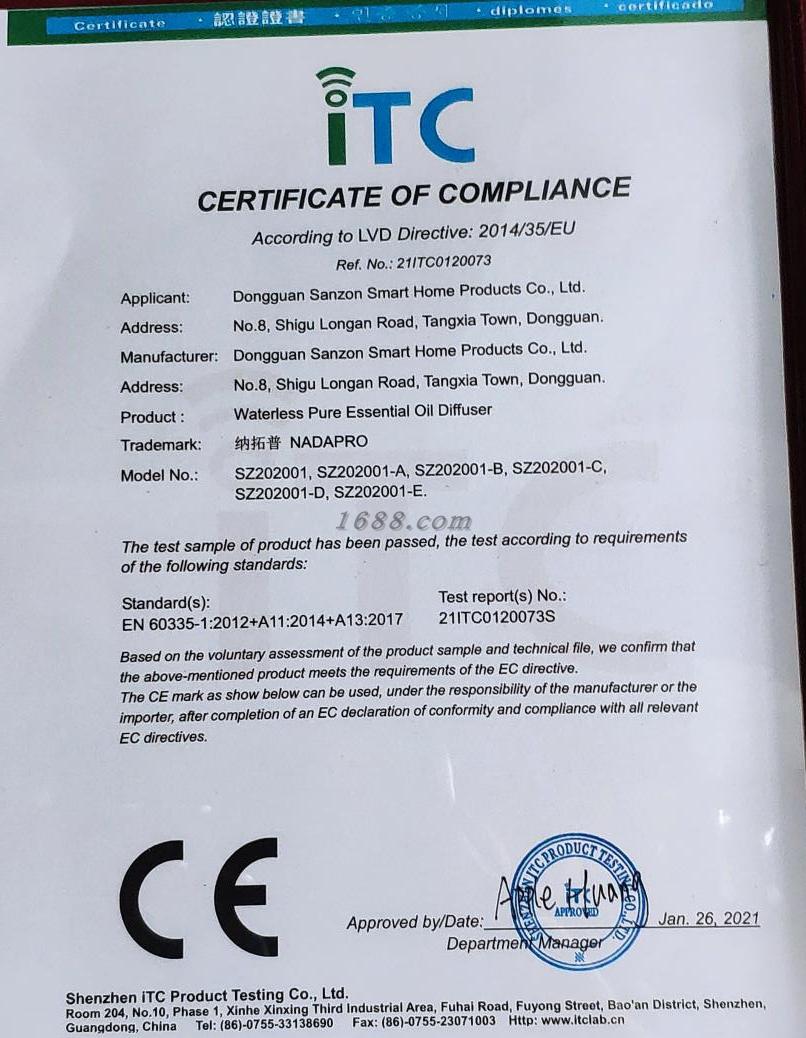 Certificate · 認證證書 · · diplomes · certificado
iTC
CERTIFICATE OF COMPLIANCE
According to LVD Directive: 2014/35/EU
Ref. No.: 21ITC0120073
Applicant: Dongguan Sanzon Smart Home Products Co., Ltd.
Address: No.8, Shigu Longan Road, Tangxia Town, Dongguan.
Manufacturer: Dongguan Sanzon Smart Home Products Co., Ltd.
Address: No.8, Shigu Longan Road, Tangxia Town, Dongguan.
Product : Waterless Pure Essential Oil Diffuser
Trademark: 纳拓普 NADAPRO
Model No.: SZ202001, SZ202001-A, SZ202001-B, SZ202001-C,
SZ202001-D, SZ202001-E.
1688.com
The test sample of product has been passed, the test according to requirements
of the following standards:
Standard(s): Test report(s) No.:
EN 60335-1:2012+A11:2014+A13:2017 21ITC0120073S
Based on the voluntary assessment of the product sample and technical file, we confirm that
the above-mentioned product meets the requirements of the EC directive.
The CE mark as show below can be used, under the responsibility of the manufacturer or the
importer, after completion of an EC declaration of conformity and compliance with all relevant
EC directives.
CE
SHENZHEN ITC PRODUCT TESTING CO.,LTD.
APPROVED
Approved by/Date: Apple Huang Jan. 26, 2021
Department Manager
Shenzhen iTC Product Testing Co., Ltd.
Room 204, No.10, Phase 1, Xinhe Xinxing Third Industrial Area, Fuhai Road, Fuyong Street, Bao'an District, Shenzhen,
Guangdong, China Tel: (86)-0755-33138690 Fax: (86)-0755-23071003 Http: www.itclab.cn